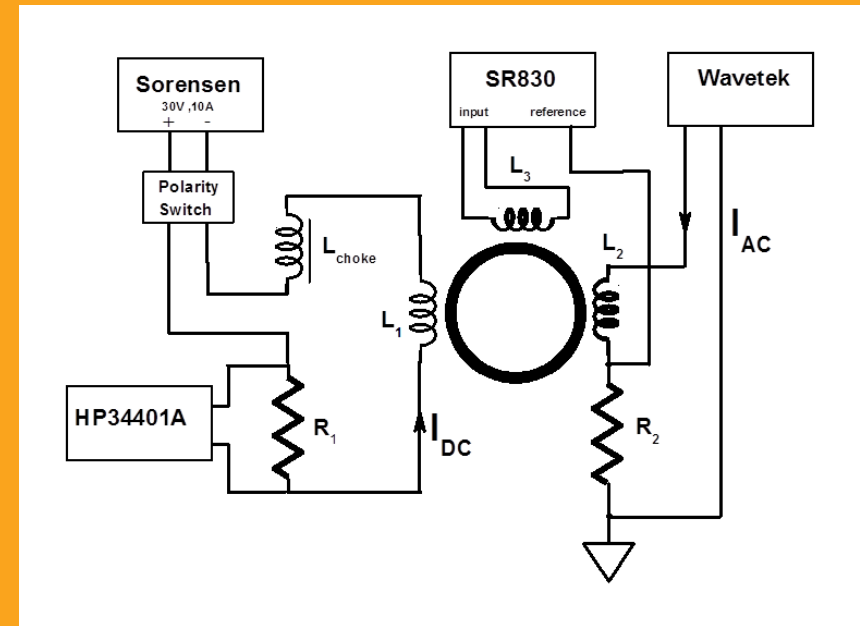 Sorensen
30V ,10A
+ -
Polarity
Switch
SR830
input reference
Wavetek
L3
Lchoke
L1
L2
IAC
HP34401A
R1
IDC
R2